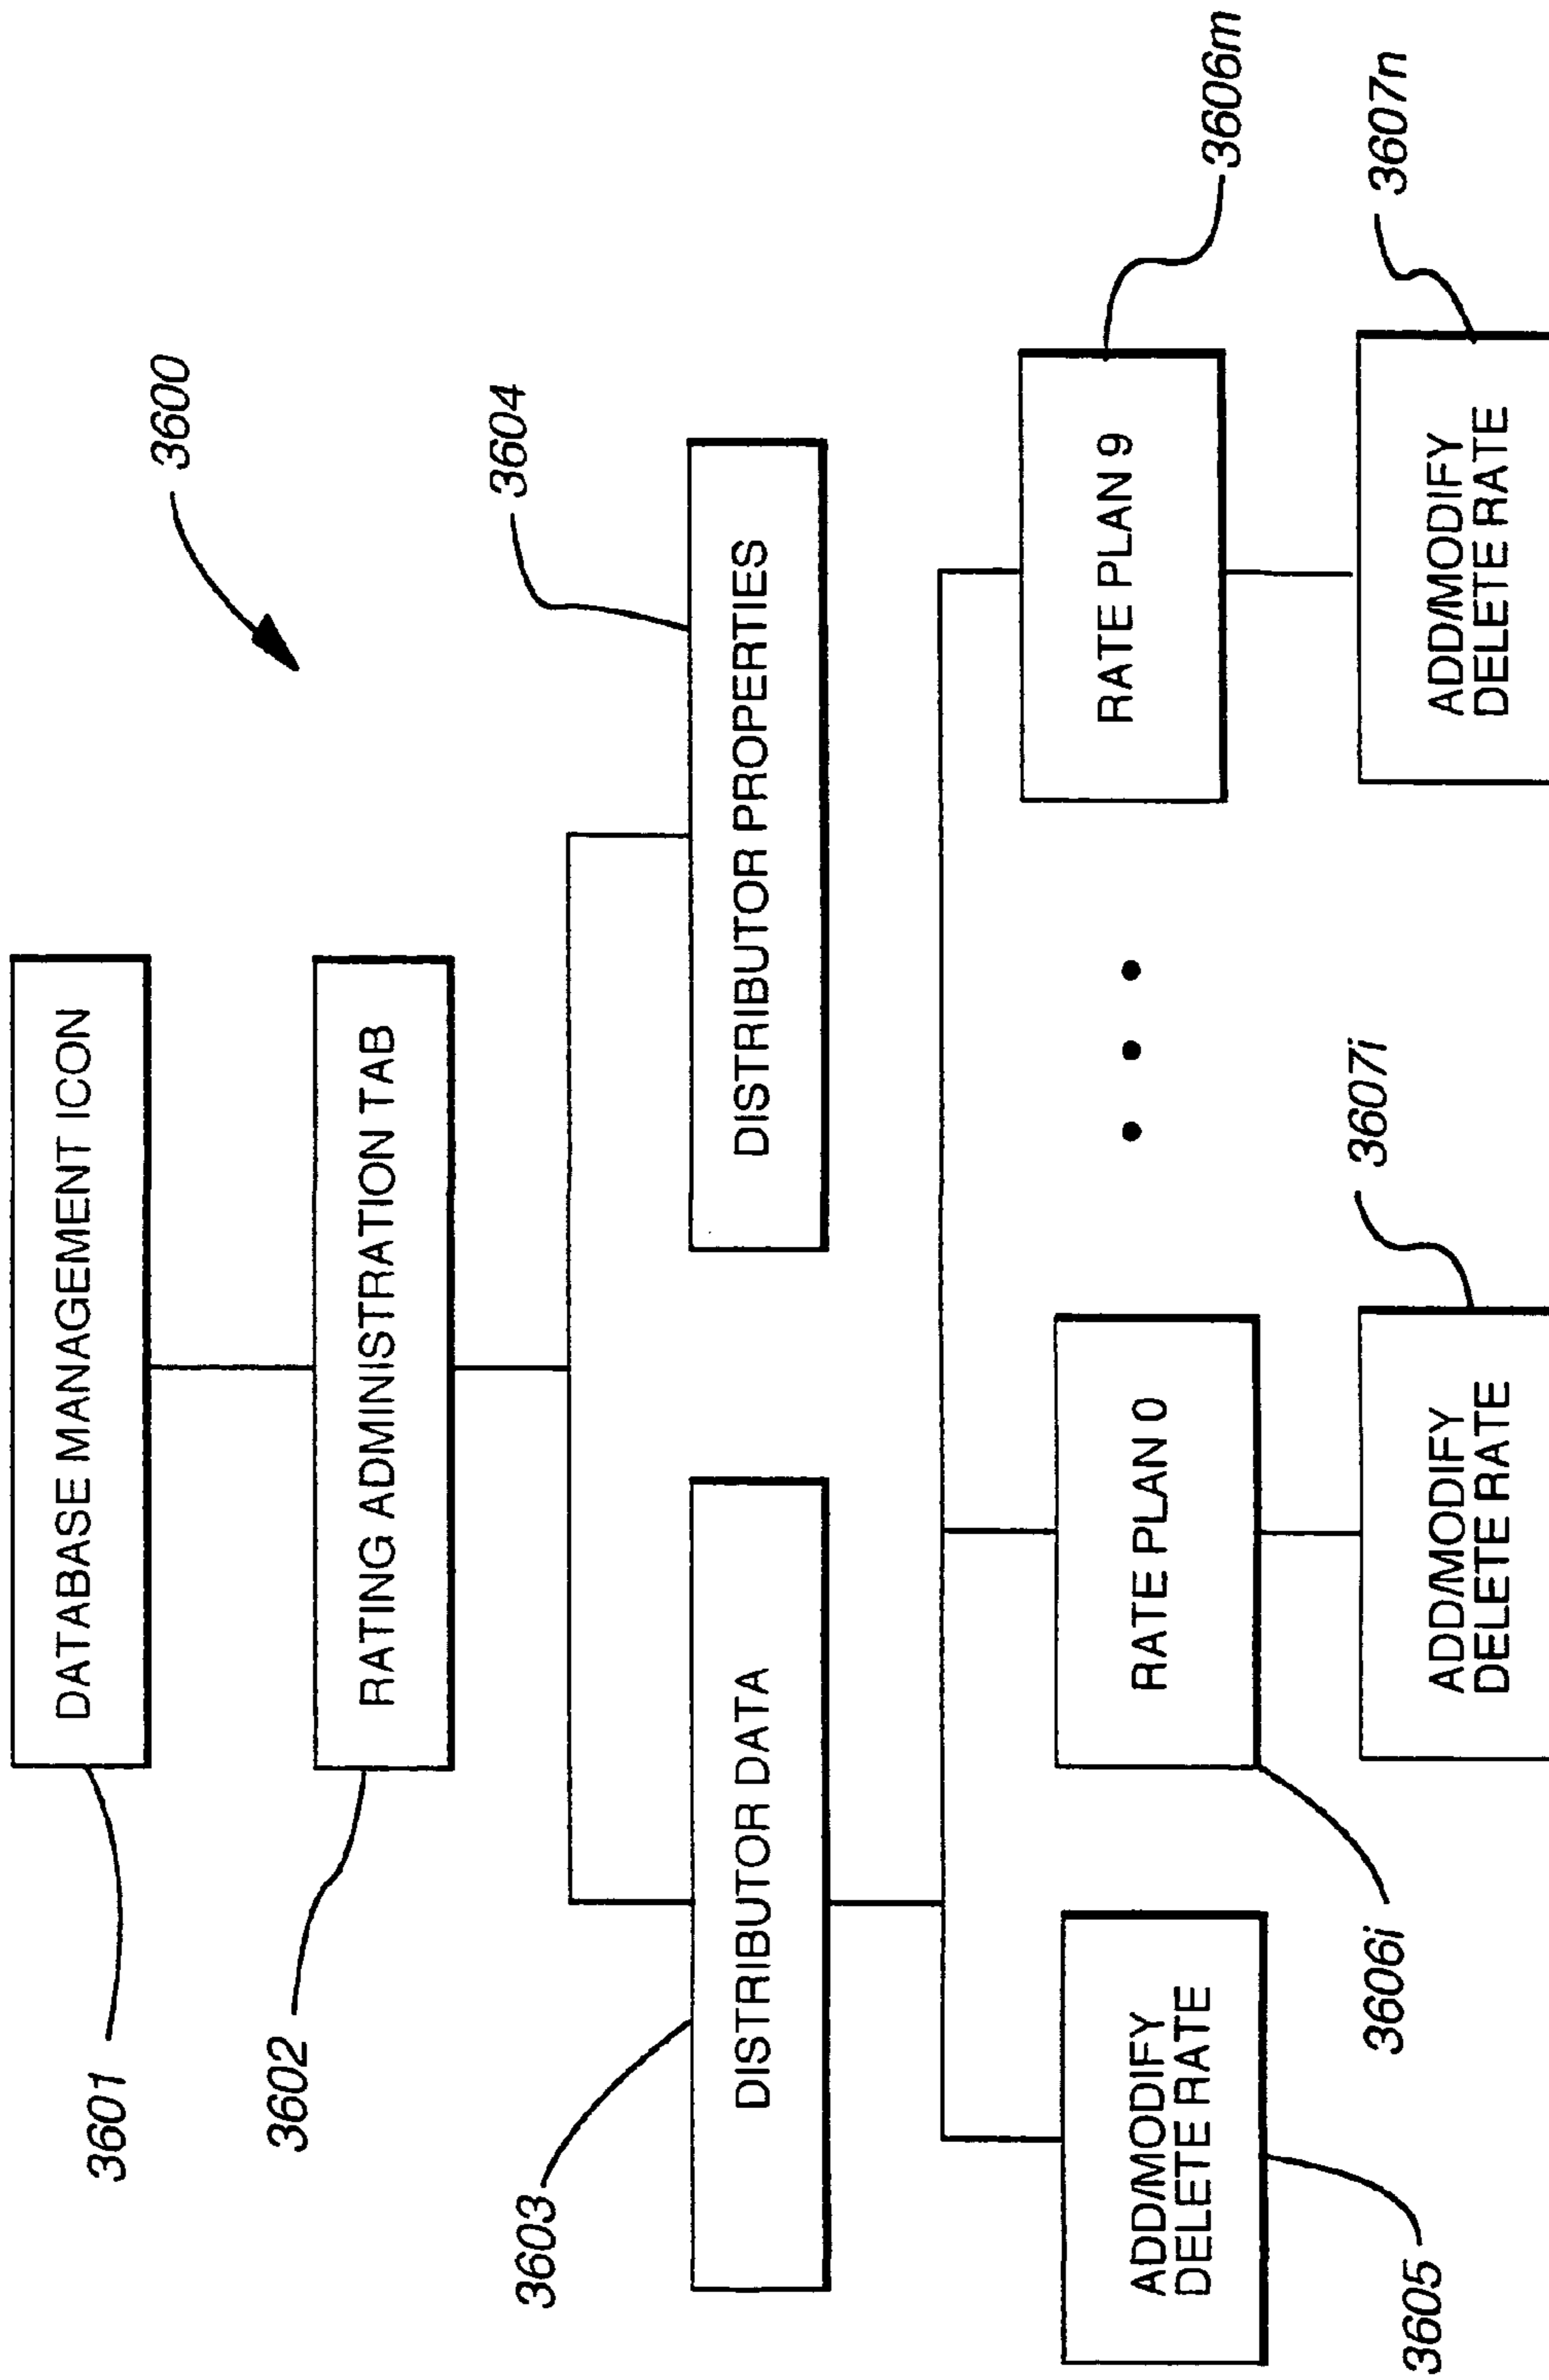 3600
DATABASE MANAGEMENT ICON
3601
RATING ADMINISTRATION TAB
3602
3603
DISTRIBUTOR DATA
DISTRIBUTOR PROPERTIES
3604
ADD/MODIFY
DELETE RATE
3605
RATE PLAN 0
3606i
RATE PLAN 9
3606m
ADD/MODIFY
DELETE RATE
3607i
ADD/MODIFY
DELETE RATE
3607n